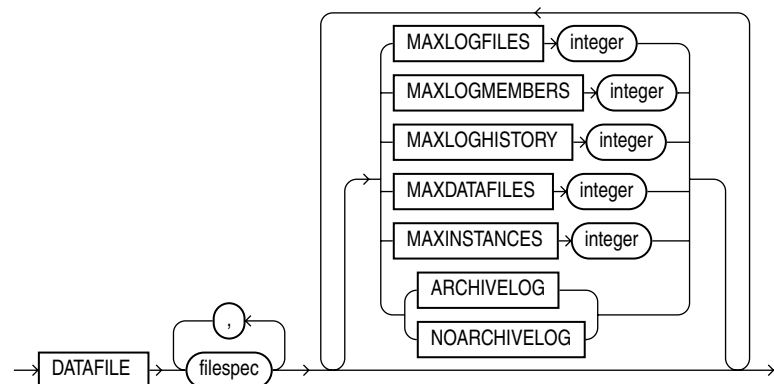 MAXLOGFILES integer
MAXLOGMEMBERS integer
MAXLOGHISTORY integer
MAXDATAFILES integer
MAXINSTANCES integer
ARCHIVELOG
NOARCHIVELOG
,
DATAFILE filespec